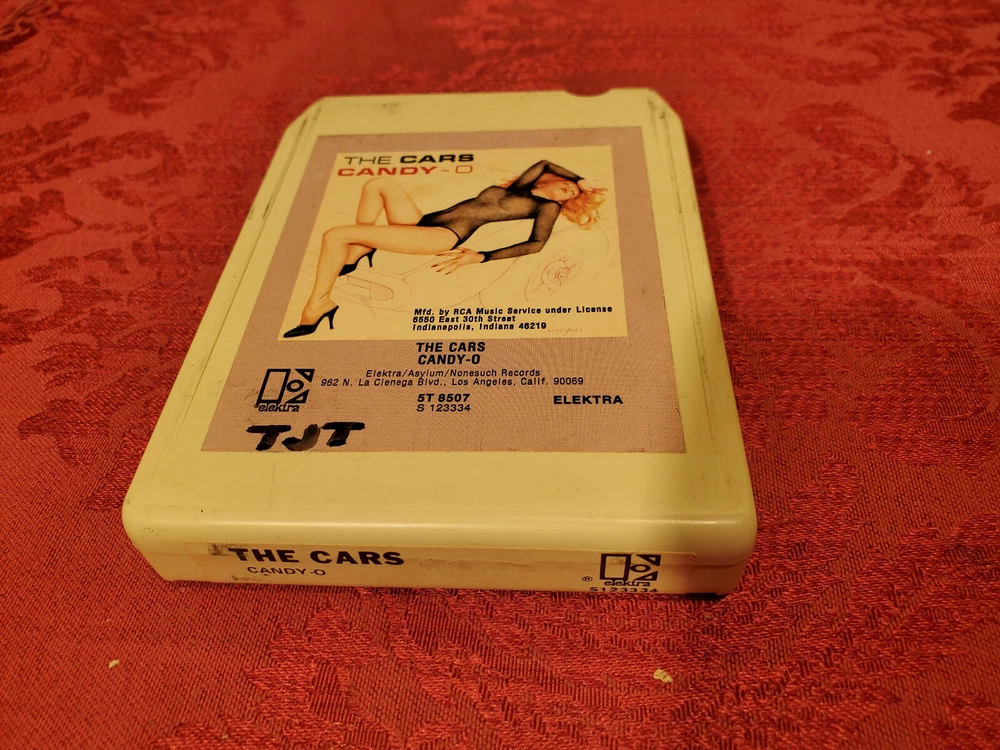 THE CARS
CANDY-O
Mfd. by RCA Music Service under License
6550 East 30th Street
Indianapolis, Indiana 46219
THE CARS
CANDY-O
Elektra/Asylum/Nonesuch Records
962 N. La Cienega Blvd., Los Angeles, Calif. 90069
elektra
5T 8507
S 123334
ELEKTRA
TJT
THE CARS
CANDY-O
® elektra
S123334